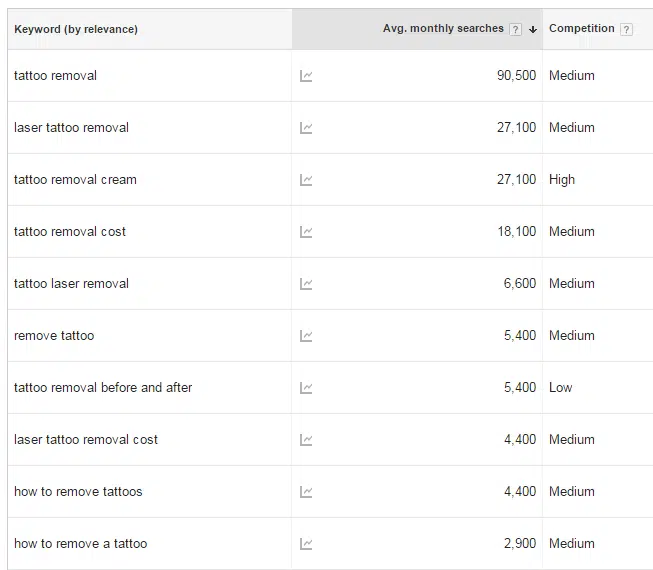 Keyword (by relevance) Avg. monthly searches ? Competition ?
tattoo removal 90,500 Medium
laser tattoo removal 27,100 Medium
tattoo removal cream 27,100 High
tattoo removal cost 18,100 Medium
tattoo laser removal 6,600 Medium
remove tattoo 5,400 Medium
tattoo removal before and after 5,400 Low
laser tattoo removal cost 4,400 Medium
how to remove tattoos 4,400 Medium
how to remove a tattoo 2,900 Medium